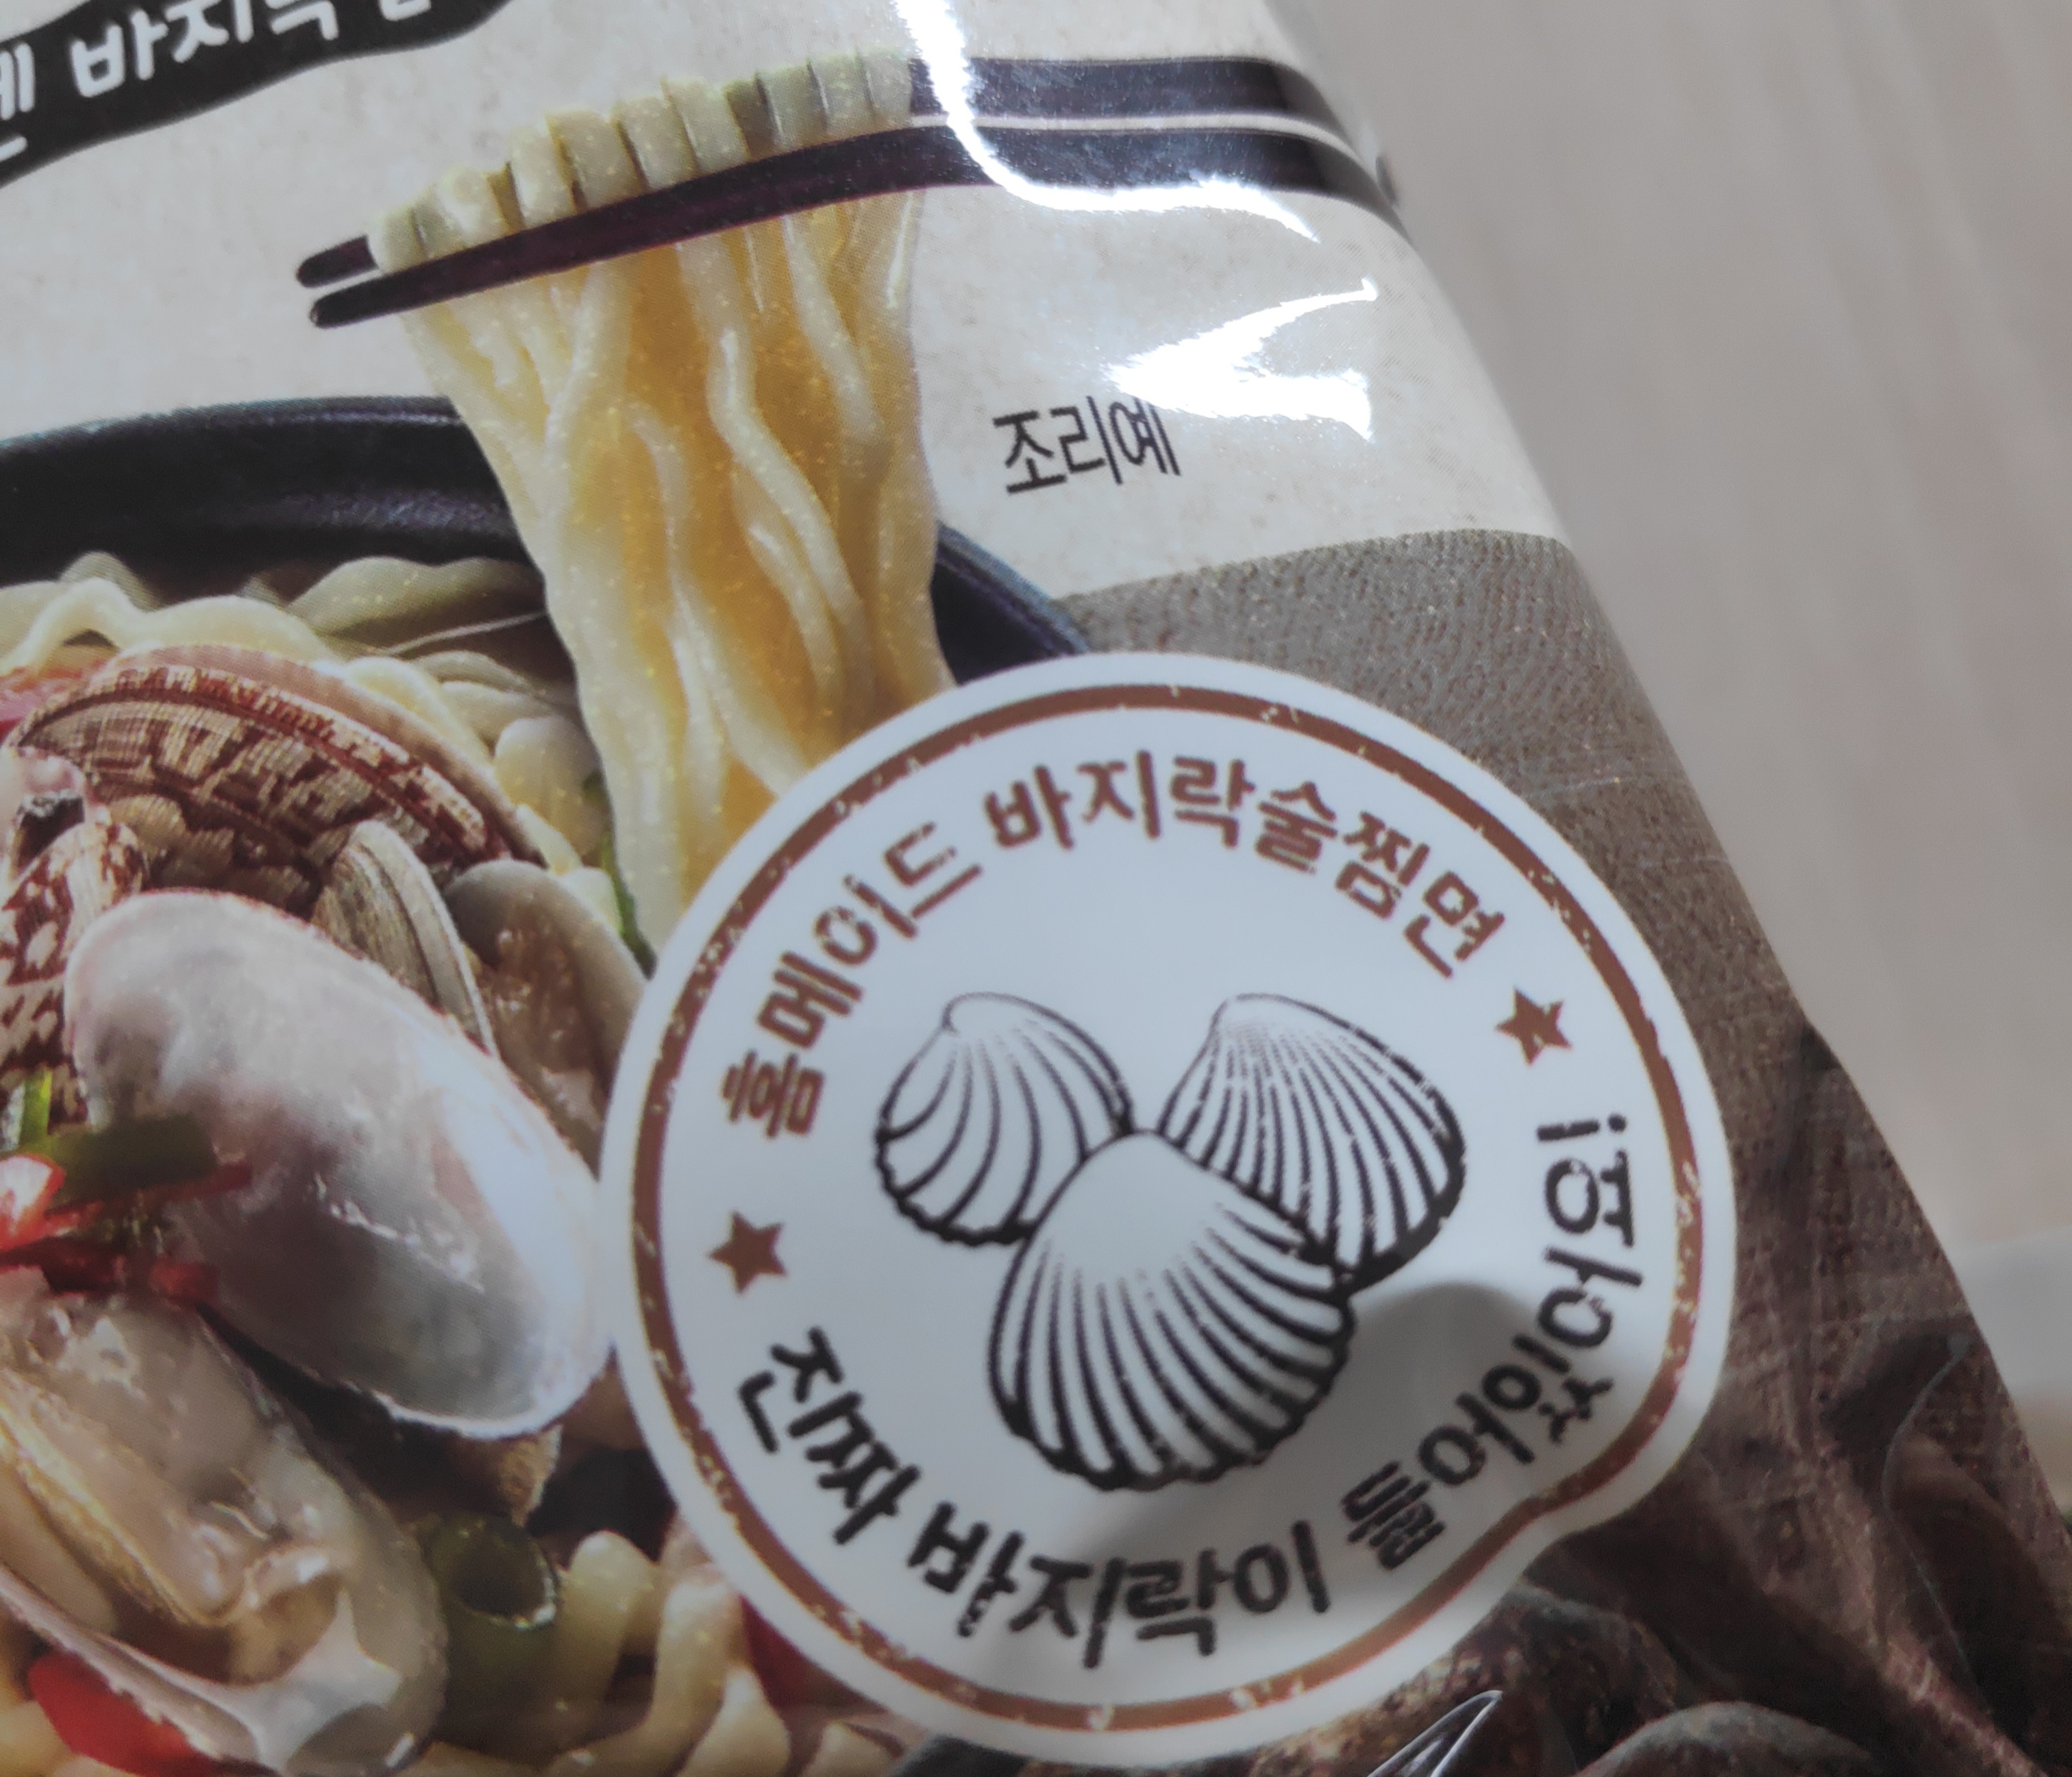 바지락
조리예
홈메이드 바지락술찜면
진짜 바지락이 들어있어요!